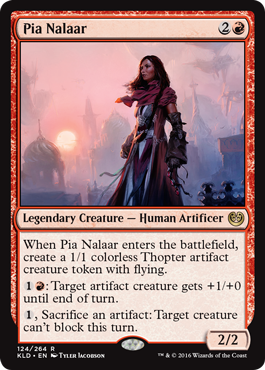 Pia Nalaar 2
Legendary Creature — Human Artificer
When Pia Nalaar enters the battlefield,
create a 1/1 colorless Thopter artifact
creature token with flying.
1 : Target artifact creature gets +1/+0
until end of turn.
1 , Sacrifice an artifact: Target creature
can't block this turn.
2/2
124/264 R
KLD • EN Tyler Jacobson ™ & © 2016 Wizards of the Coast